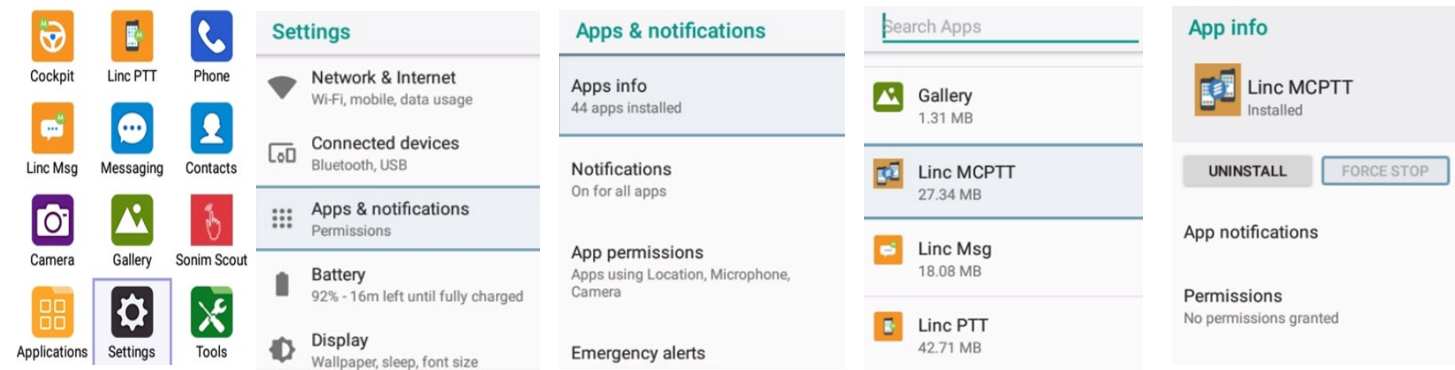 Cockpit
Linc PTT
Phone
Linc Msg
Messaging
Contacts
Camera
Gallery
Sonim Scout
Applications
Settings
Tools
Settings
Network & Internet
Wi-Fi, mobile, data usage
Connected devices
Bluetooth, USB
Apps & notifications
Permissions
Battery
92% - 16m left until fully charged
Display
Wallpaper, sleep, font size
Apps & notifications
Apps info
44 apps installed
Notifications
On for all apps
App permissions
Apps using Location, Microphone,
Camera
Emergency alerts
Search Apps
Gallery
1.31 MB
Linc MCPTT
27.34 MB
Linc Msg
18.08 MB
Linc PTT
42.71 MB
App info
Linc MCPTT
Installed
UNINSTALL
FORCE STOP
App notifications
Permissions
No permissions granted